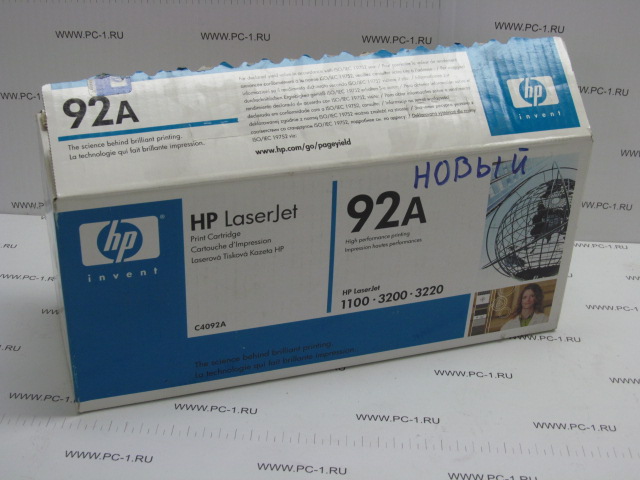 92A
The science behind brilliant printing.
La technologie qui fait brillante impression.
www.hp.com/go/pageyield
hp
invent
НОВЫЙ
hp
invent
HP LaserJet
Print Cartridge
Cartouche d'Impression
Laserová Tisková Kazeta HP
C4092A
92A
High performance printing
Impression hautes performances
HP LaserJet
1100 · 3200 · 3220
The science behind brilliant printing.
La technologie qui fait brillante impression.
WWW.PC-1.RU